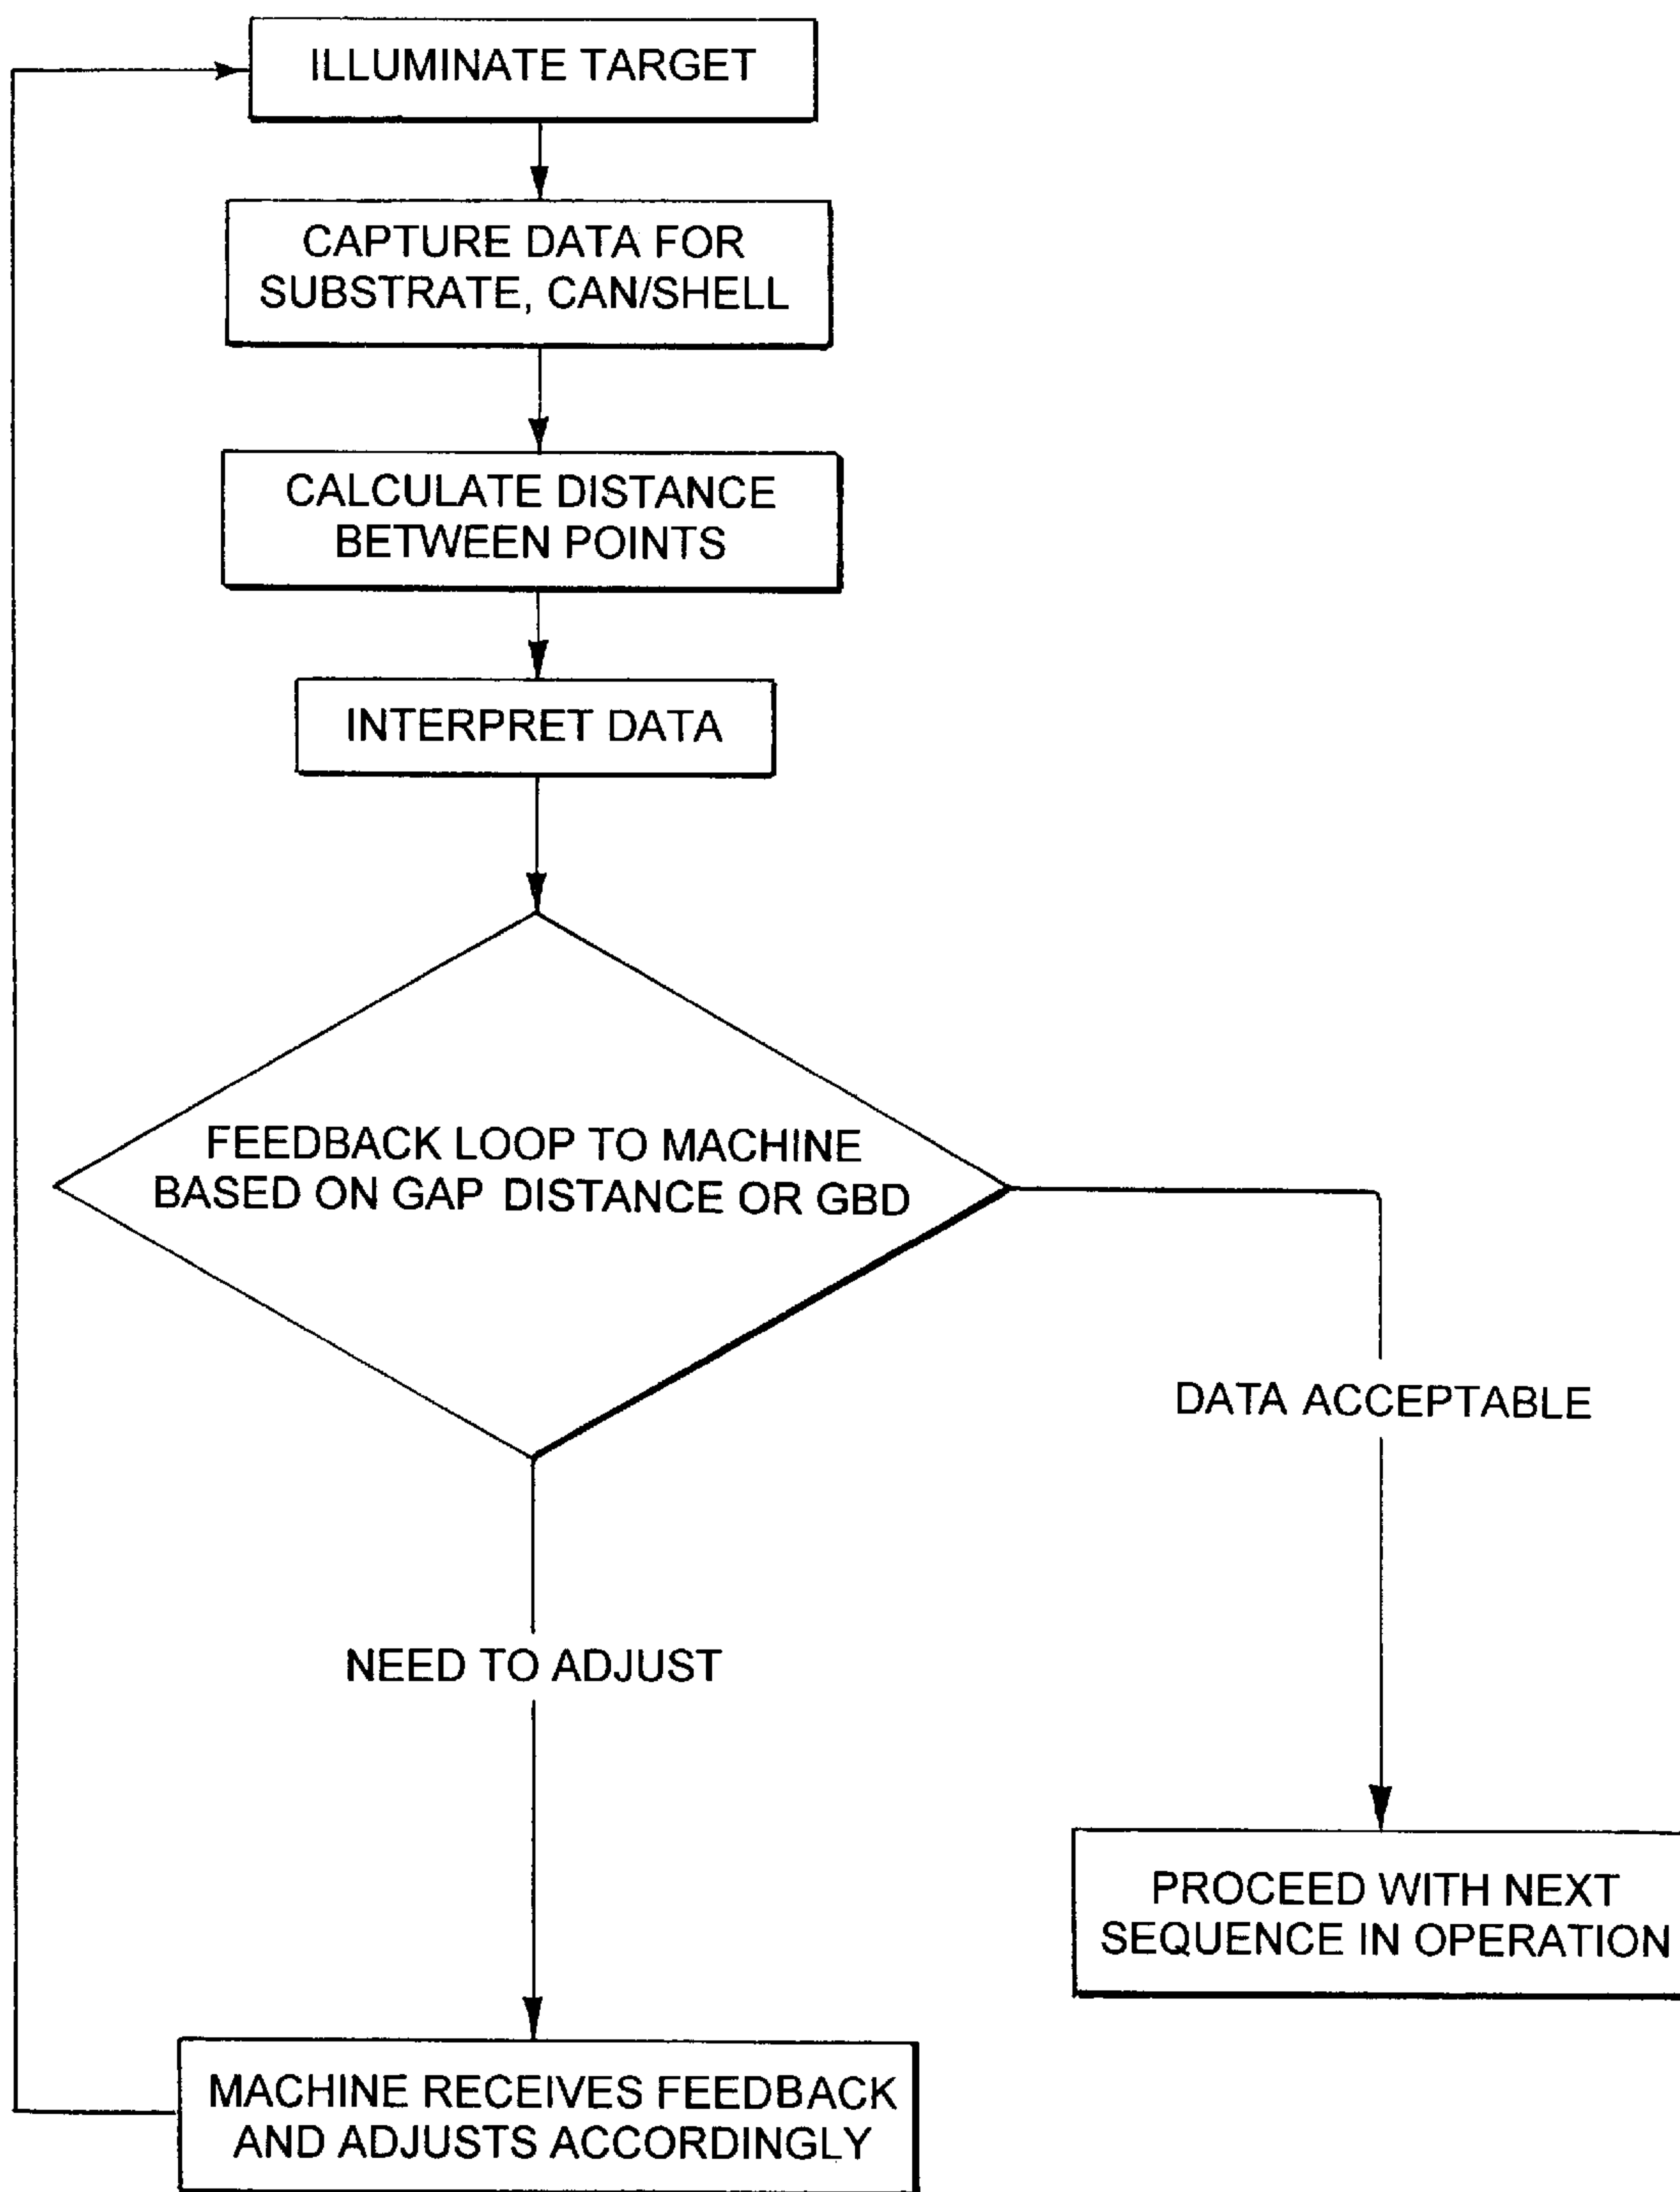 ILLUMINATE TARGET
CAPTURE DATA FOR
SUBSTRATE, CAN/SHELL
CALCULATE DISTANCE
BETWEEN POINTS
INTERPRET DATA
FEEDBACK LOOP TO MACHINE
BASED ON GAP DISTANCE OR GBD
DATA ACCEPTABLE
NEED TO ADJUST
PROCEED WITH NEXT
SEQUENCE IN OPERATION
MACHINE RECEIVES FEEDBACK
AND ADJUSTS ACCORDINGLY